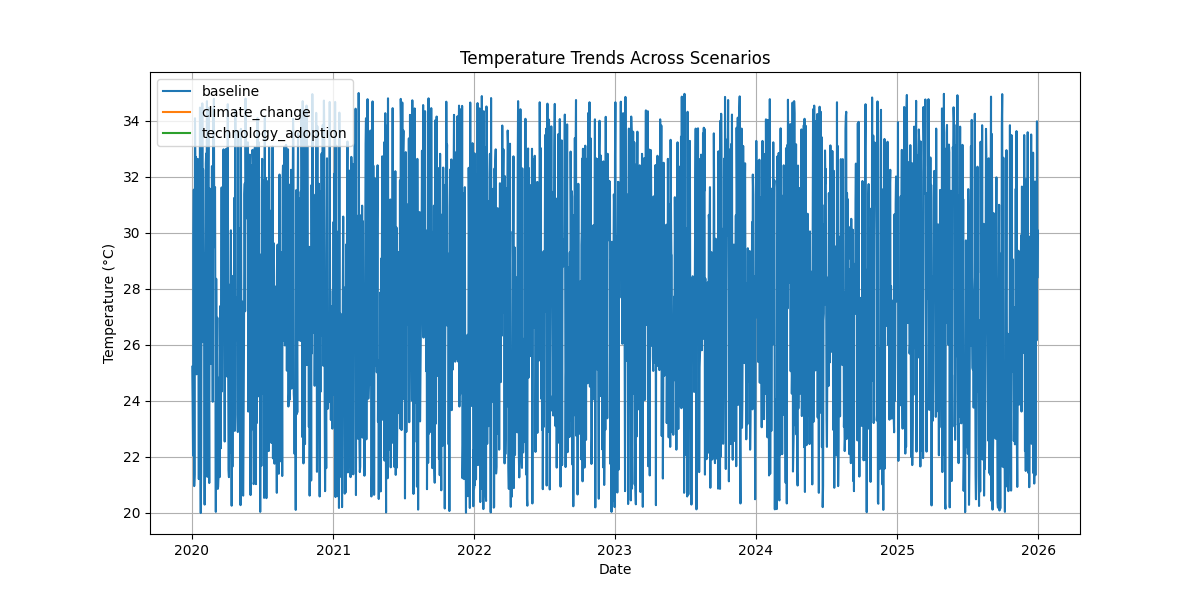 Temperature Trends Across Scenarios
baseline
climate_change
technology_adoption
Temperature (°C)
34
32
30
28
26
24
22
20
2020 2021 2022 2023 2024 2025 2026
Date